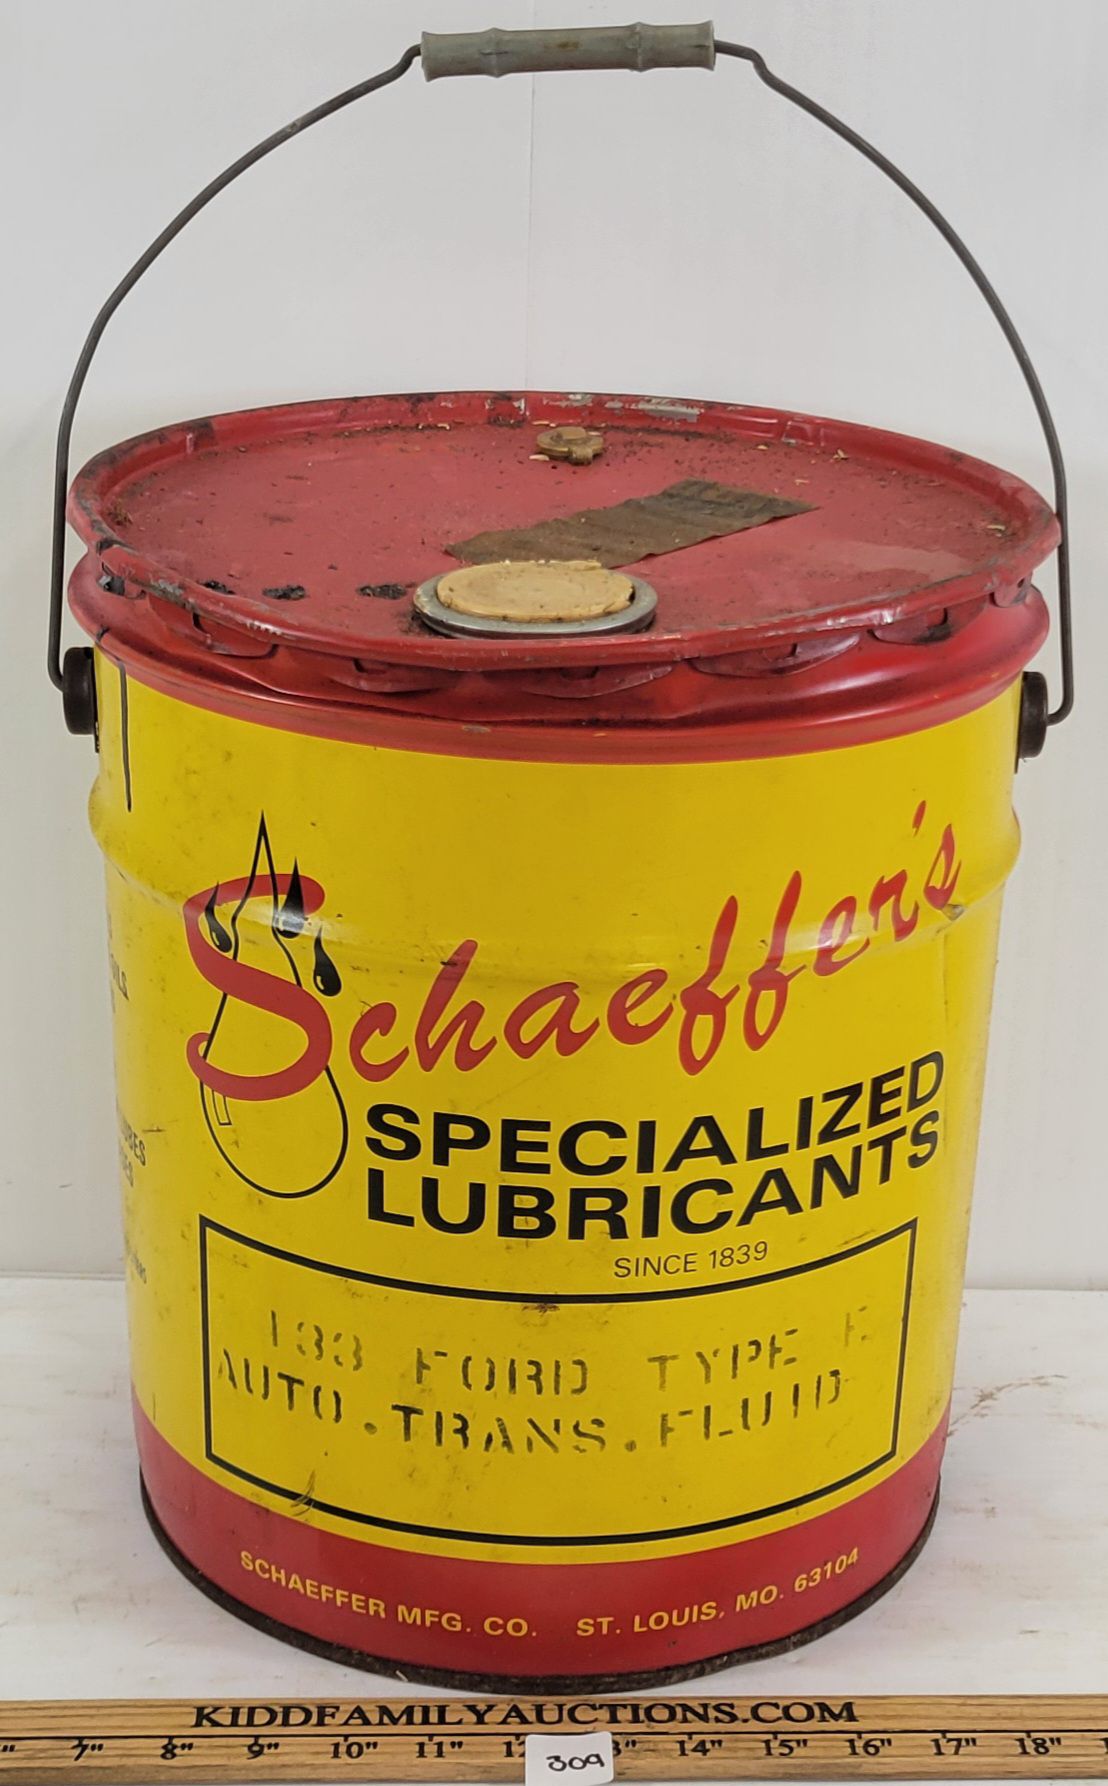 Schaeffer's
SPECIALIZED
LUBRICANTS
SINCE 1839
133 FORD TYPE F
AUTO. TRANS. FLUID
SCHAEFFER MFG. CO. ST. LOUIS, MO. 63104
KIDDFAMILYAUCTIONS.COM
7" 8" 9" 10" 11" 14" 15" 16" 17" 18"
309